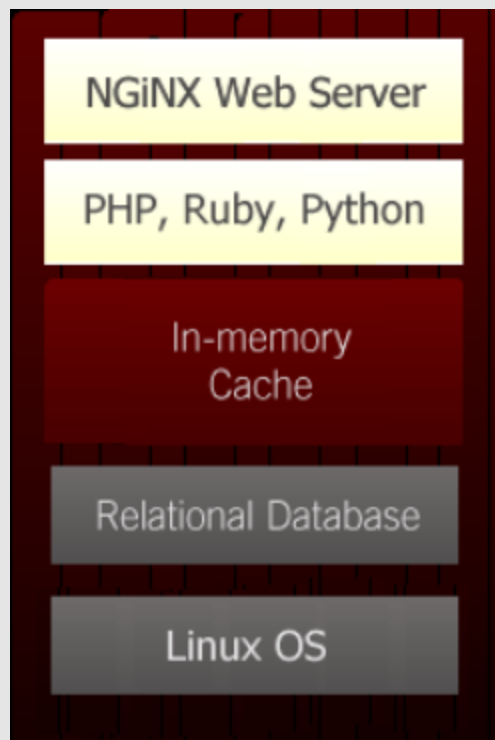 NGiNX Web Server
PHP, Ruby, Python
In-memory
Cache
Relational Database
Linux OS